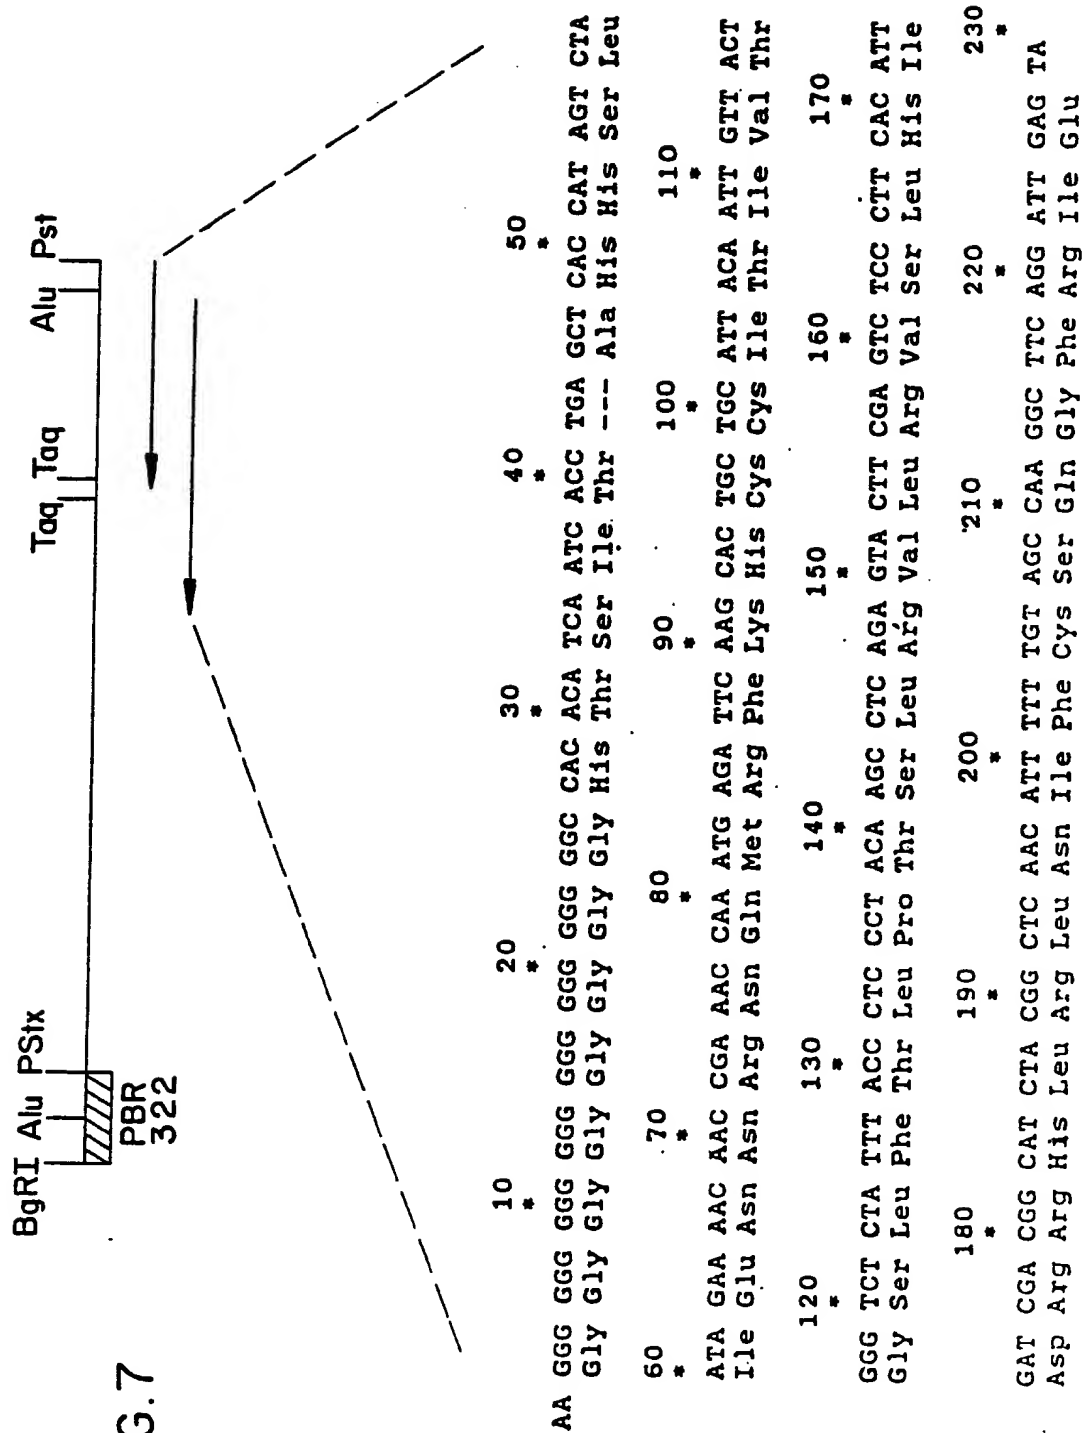 FIG.7
BgRI Alu PStx Taq Taq Alu Pst
PBR
322
10 20 30 40 50
* * * * *
AA GGG GGG GGG GGG GGG GGG GGG GGC CAC ACA TCA ATC ACC TGA GCT CAC CAT AGT CTA
Gly Gly Gly Gly Gly Gly Gly Gly His Thr Ser Ile Thr --- Ala His His Ser Leu
60 70 80 90 100 110
* * * * * *
ATA GAA AAC AAC CGA AAC CAA ATG AGA TTC AAG CAC TGC TGC ATT ACA ATT GTT ACT
Ile Glu Asn Asn Arg Asn Gln Met Arg Phe Lys His Cys Cys Ile Thr Ile Val Thr
120 130 140 150 160 170
* * * * * *
GGG TCT CTA TTT ACC CTC CCT ACA AGC CTC AGA GTA CTT CGA GTC TCC CTT CAC ATT
Gly Ser Leu Phe Thr Leu Pro Thr Ser Leu Arg Val Leu Arg Val Ser Leu His Ile
180 190 200 210 220 230
* * * * * *
GAT CGA CGG CAT CTA CGG CTC AAC ATT TTT TGT AGC CAA GGC TTC AGG ATT GAG TA
Asp Arg Arg His Leu Arg Leu Asn Ile Phe Cys Ser Gln Gly Phe Arg Ile Glu